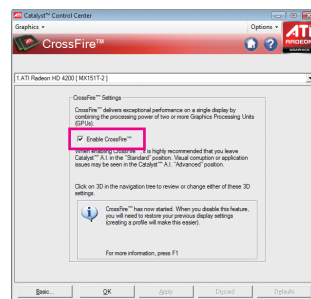 Catalyst™ Control Center
Graphics Options
ATI
RADEON
GRAPHICS
CrossFire™
1.ATI Radeon HD 4200 [ MX151T-2 ]
CrossFire™ Settings
CrossFire™ delivers exceptional performance on a single display by
combining the processing power of two or more Graphics Processing Units
(GPUs).
Enable CrossFire™
When enabling CrossFire™, it is highly recommended that you leave
Catalyst™ A.I. in the "Standard" position. Visual corruption or application
issues may be seen in the Catalyst™ A.I. "Advanced" position.
Click on 3D in the navigation tree to review or change either of these 3D
settings.
CrossFire™ has now started. When you disable this feature,
you will need to restore your previous display settings
(creating a profile will make this easier).
For more information, press F1
Basic... OK Apply Discard Defaults